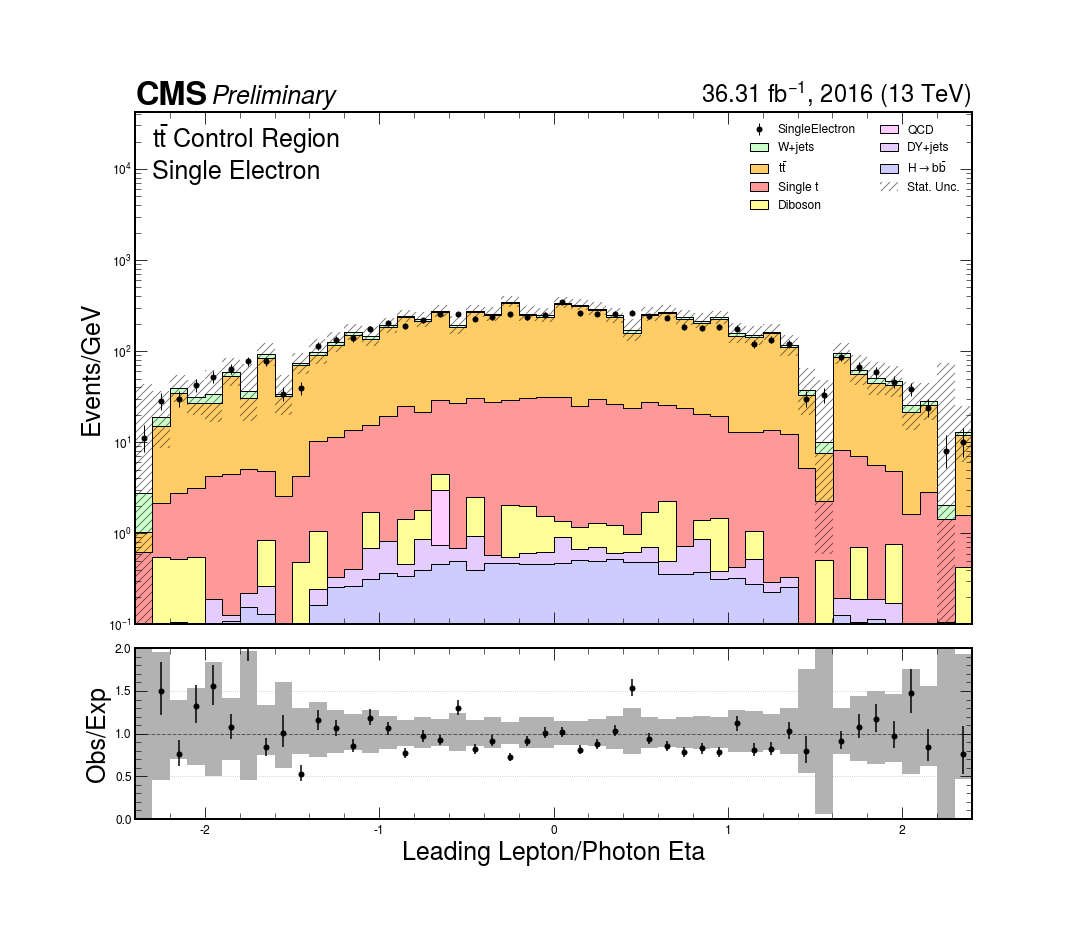 CMS Preliminary
36.31 fb⁻¹, 2016 (13 TeV)
tt̄ Control Region
Single Electron
SingleElectron
W+jets
tt̄
Single t
Diboson
QCD
DY+jets
H→bb̄
Stat. Unc.
Events/GeV
10⁴
10³
10²
10¹
10⁰
10⁻¹
Obs/Exp
2.0
1.5
1.0
0.5
0.0
-2 -1 0 1 2
Leading Lepton/Photon Eta